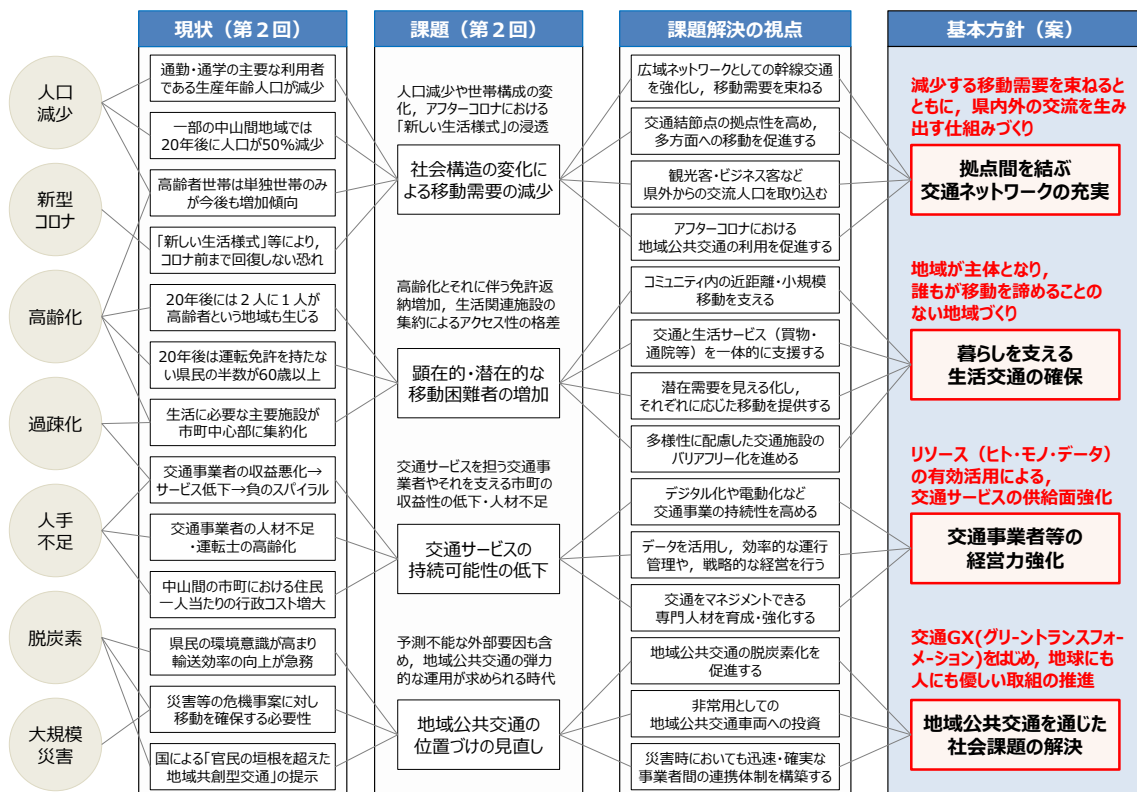 現状（第２回）
課題（第２回）
課題解決の視点
基本方針（案）
人口
減少
新型
コロナ
高齢化
過疎化
人手
不足
脱炭素
大規模
災害
通勤・通学の主要な利用者
である生産年齢人口が減少
一部の中山間地域では
20年後に人口が50%減少
高齢者世帯は単独世帯のみ
が今後も増加傾向
「新しい生活様式」等により，
コロナ前まで回復しない恐れ
20年後には２人に１人が
高齢者という地域も生じる
20年後は運転免許を持たな
い県民の半数が60歳以上
生活に必要な主要施設が
市町中心部に集約化
交通事業者の収益悪化→
サービス低下→負のスパイラル
交通事業者の人材不足
・運転士の高齢化
中山間の市町における住民
一人当たりの行政コスト増大
県民の環境意識が高まり
輸送効率の向上が急務
災害等の危機事案に対し
移動を確保する必要性
国による「官民の垣根を超えた
地域共創型交通」の提示
人口減少や世帯構成の変
化，アフターコロナにおける
「新しい生活様式」の浸透
社会構造の変化に
よる移動需要の減少
高齢化とそれに伴う免許返
納増加，生活関連施設の
集約によるアクセス性の格差
顕在的・潜在的な
移動困難者の増加
交通サービスを担う交通事
業者やそれを支える市町の
収益性の低下・人材不足
交通サービスの
持続可能性の低下
予測不能な外部要因も含
め，地域公共交通の弾力
的な運用が求められる時代
地域公共交通の
位置づけの見直し
広域ネットワークとしての幹線交通
を強化し，移動需要を束ねる
交通結節点の拠点性を高め，
多方面への移動を促進する
観光客・ビジネス客など
県外からの交流人口を取り込む
アフターコロナにおける
地域公共交通の利用を促進する
コミュニティ内の近距離・小規模
移動を支える
交通と生活サービス（買物・
通院等）を一体的に支援する
潜在需要を見える化し，
それぞれに応じた移動を提供する
多様性に配慮した交通施設の
バリアフリー化を進める
デジタル化や電動化など
交通事業の持続性を高める
データを活用し，効率的な運行
管理や，戦略的な経営を行う
交通をマネジメントできる
専門人材を育成・強化する
地域公共交通の脱炭素化を
促進する
非常用としての
地域公共交通車両への投資
災害時においても迅速・確実な
事業者間の連携体制を構築する
減少する移動需要を束ねると
ともに，県内外の交流を生み
出す仕組みづくり
拠点間を結ぶ
交通ネットワークの充実
地域が主体となり，
誰もが移動を諦めることの
ない地域づくり
暮らしを支える
生活交通の確保
リソース（ヒト・モノ・データ）
の有効活用による，
交通サービスの供給面強化
交通事業者等の
経営力強化
交通GX(グリーントランスフォ
ーメーション)をはじめ，地球にも
人にも優しい取組の推進
地域公共交通を通じた
社会課題の解決